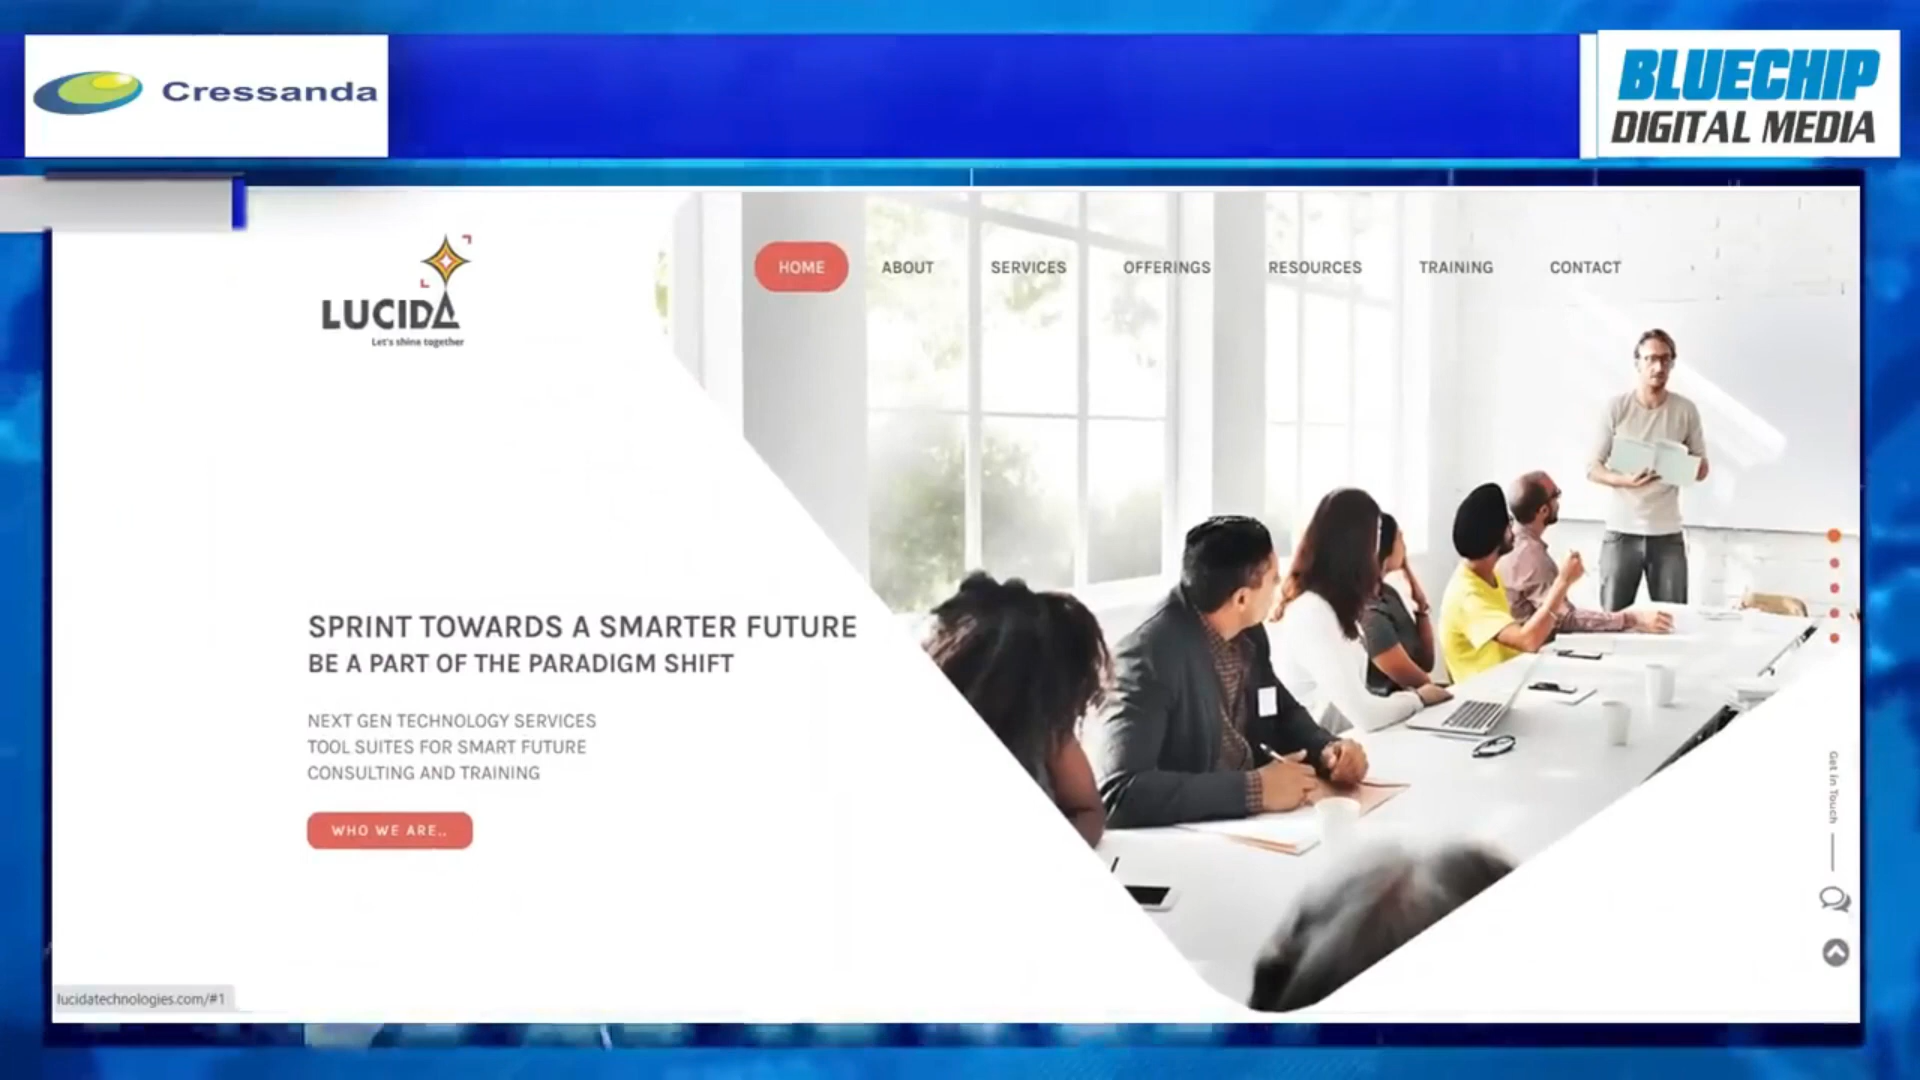 Cressanda
BLUECHIP
DIGITAL MEDIA
LUCIDA
Let's shine together
HOME
ABOUT
SERVICES
OFFERINGS
RESOURCES
TRAINING
CONTACT
SPRINT TOWARDS A SMARTER FUTURE
BE A PART OF THE PARADIGM SHIFT
NEXT GEN TECHNOLOGY SERVICES
TOOL SUITES FOR SMART FUTURE
CONSULTING AND TRAINING
WHO WE ARE..
Get in Touch
lucidatechnologies.com/#1